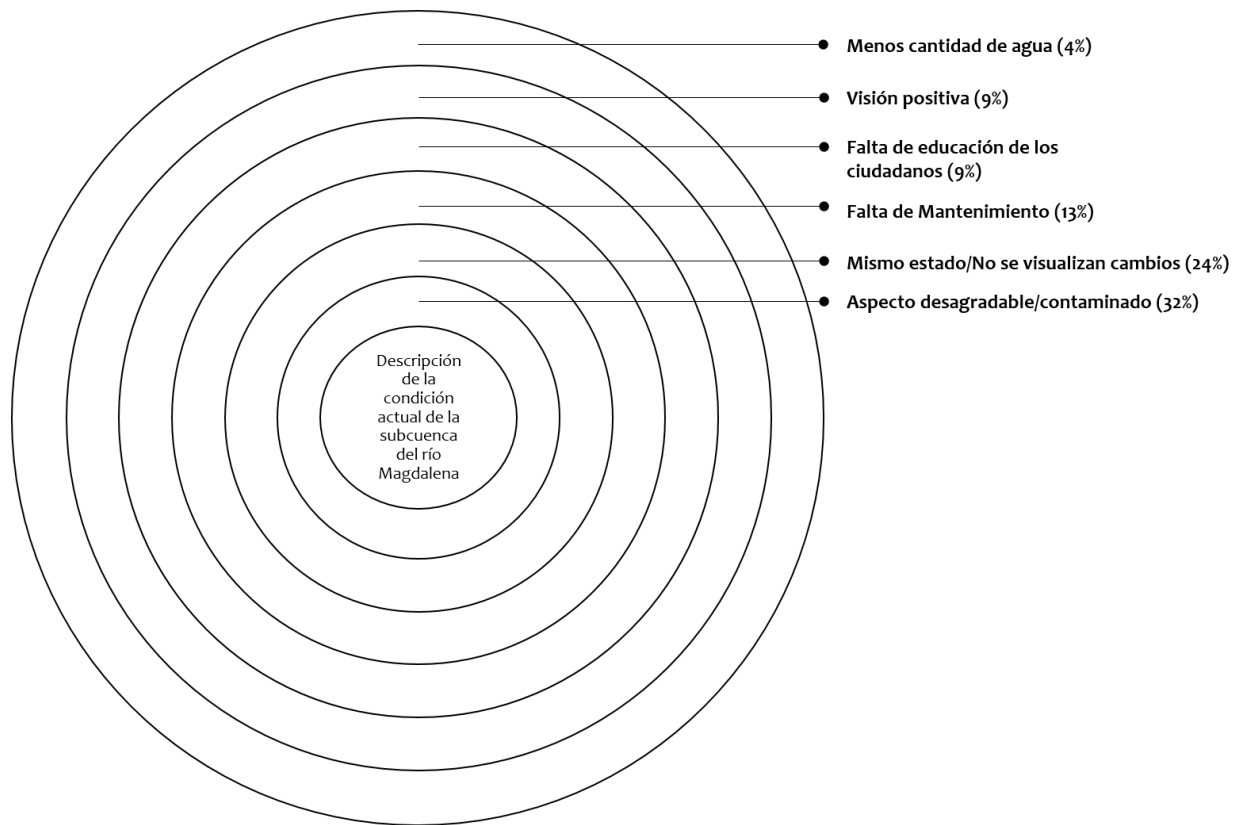 Menos cantidad de agua (4%)
Visión positiva (9%)
Falta de educación de los
ciudadanos (9%)
Falta de Mantenimiento (13%)
Mismo estado/No se visualizan cambios (24%)
Aspecto desagradable/contaminado (32%)
Descripción
de la
condición
actual de la
subcuenca
del río
Magdalena